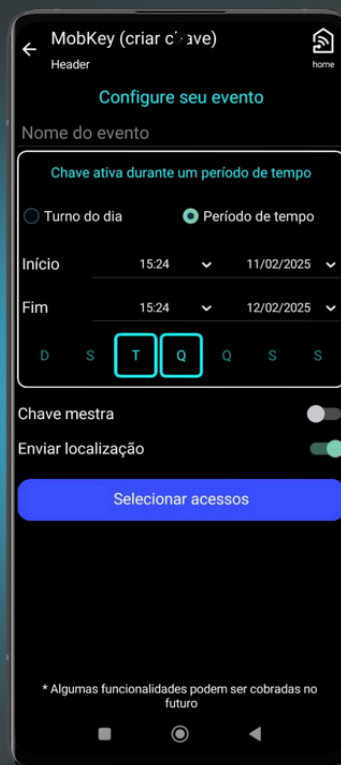 MobKey (criar chave)
Header
home
Configure seu evento
Nome do evento
Chave ativa durante um período de tempo
Turno do dia Período de tempo
Início 15:24 11/02/2025
Fim 15:24 12/02/2025
D S T Q Q S S
Chave mestra
Enviar localização
Selecionar acessos
* Algumas funcionalidades podem ser cobradas no
futuro